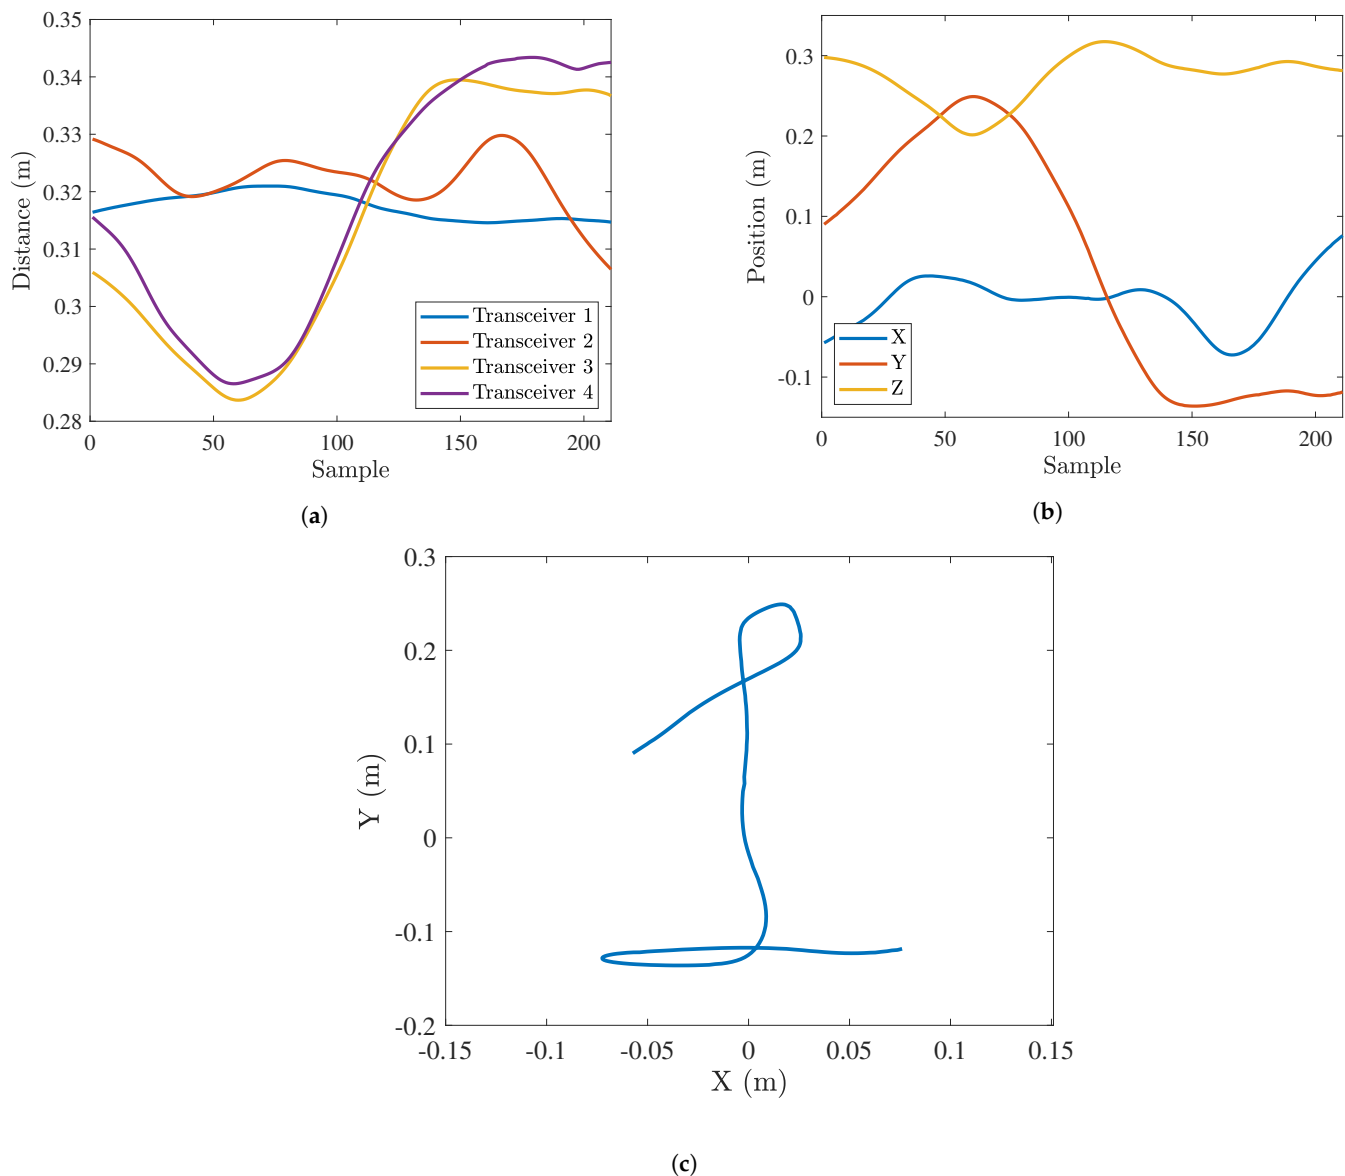 0.35
0.34
0.33
0.32
0.31
0.3
0.29
0.28
Distance (m)
0 50 100 150 200
Sample
Transceiver 1
Transceiver 2
Transceiver 3
Transceiver 4
(a)
0.3
0.2
0.1
0
-0.1
Position (m)
X
Y
Z
0 50 100 150 200
Sample
(b)
0.3
0.2
0.1
0
-0.1
-0.2
Y (m)
-0.15 -0.1 -0.05 0 0.05 0.1 0.15
X (m)
(c)